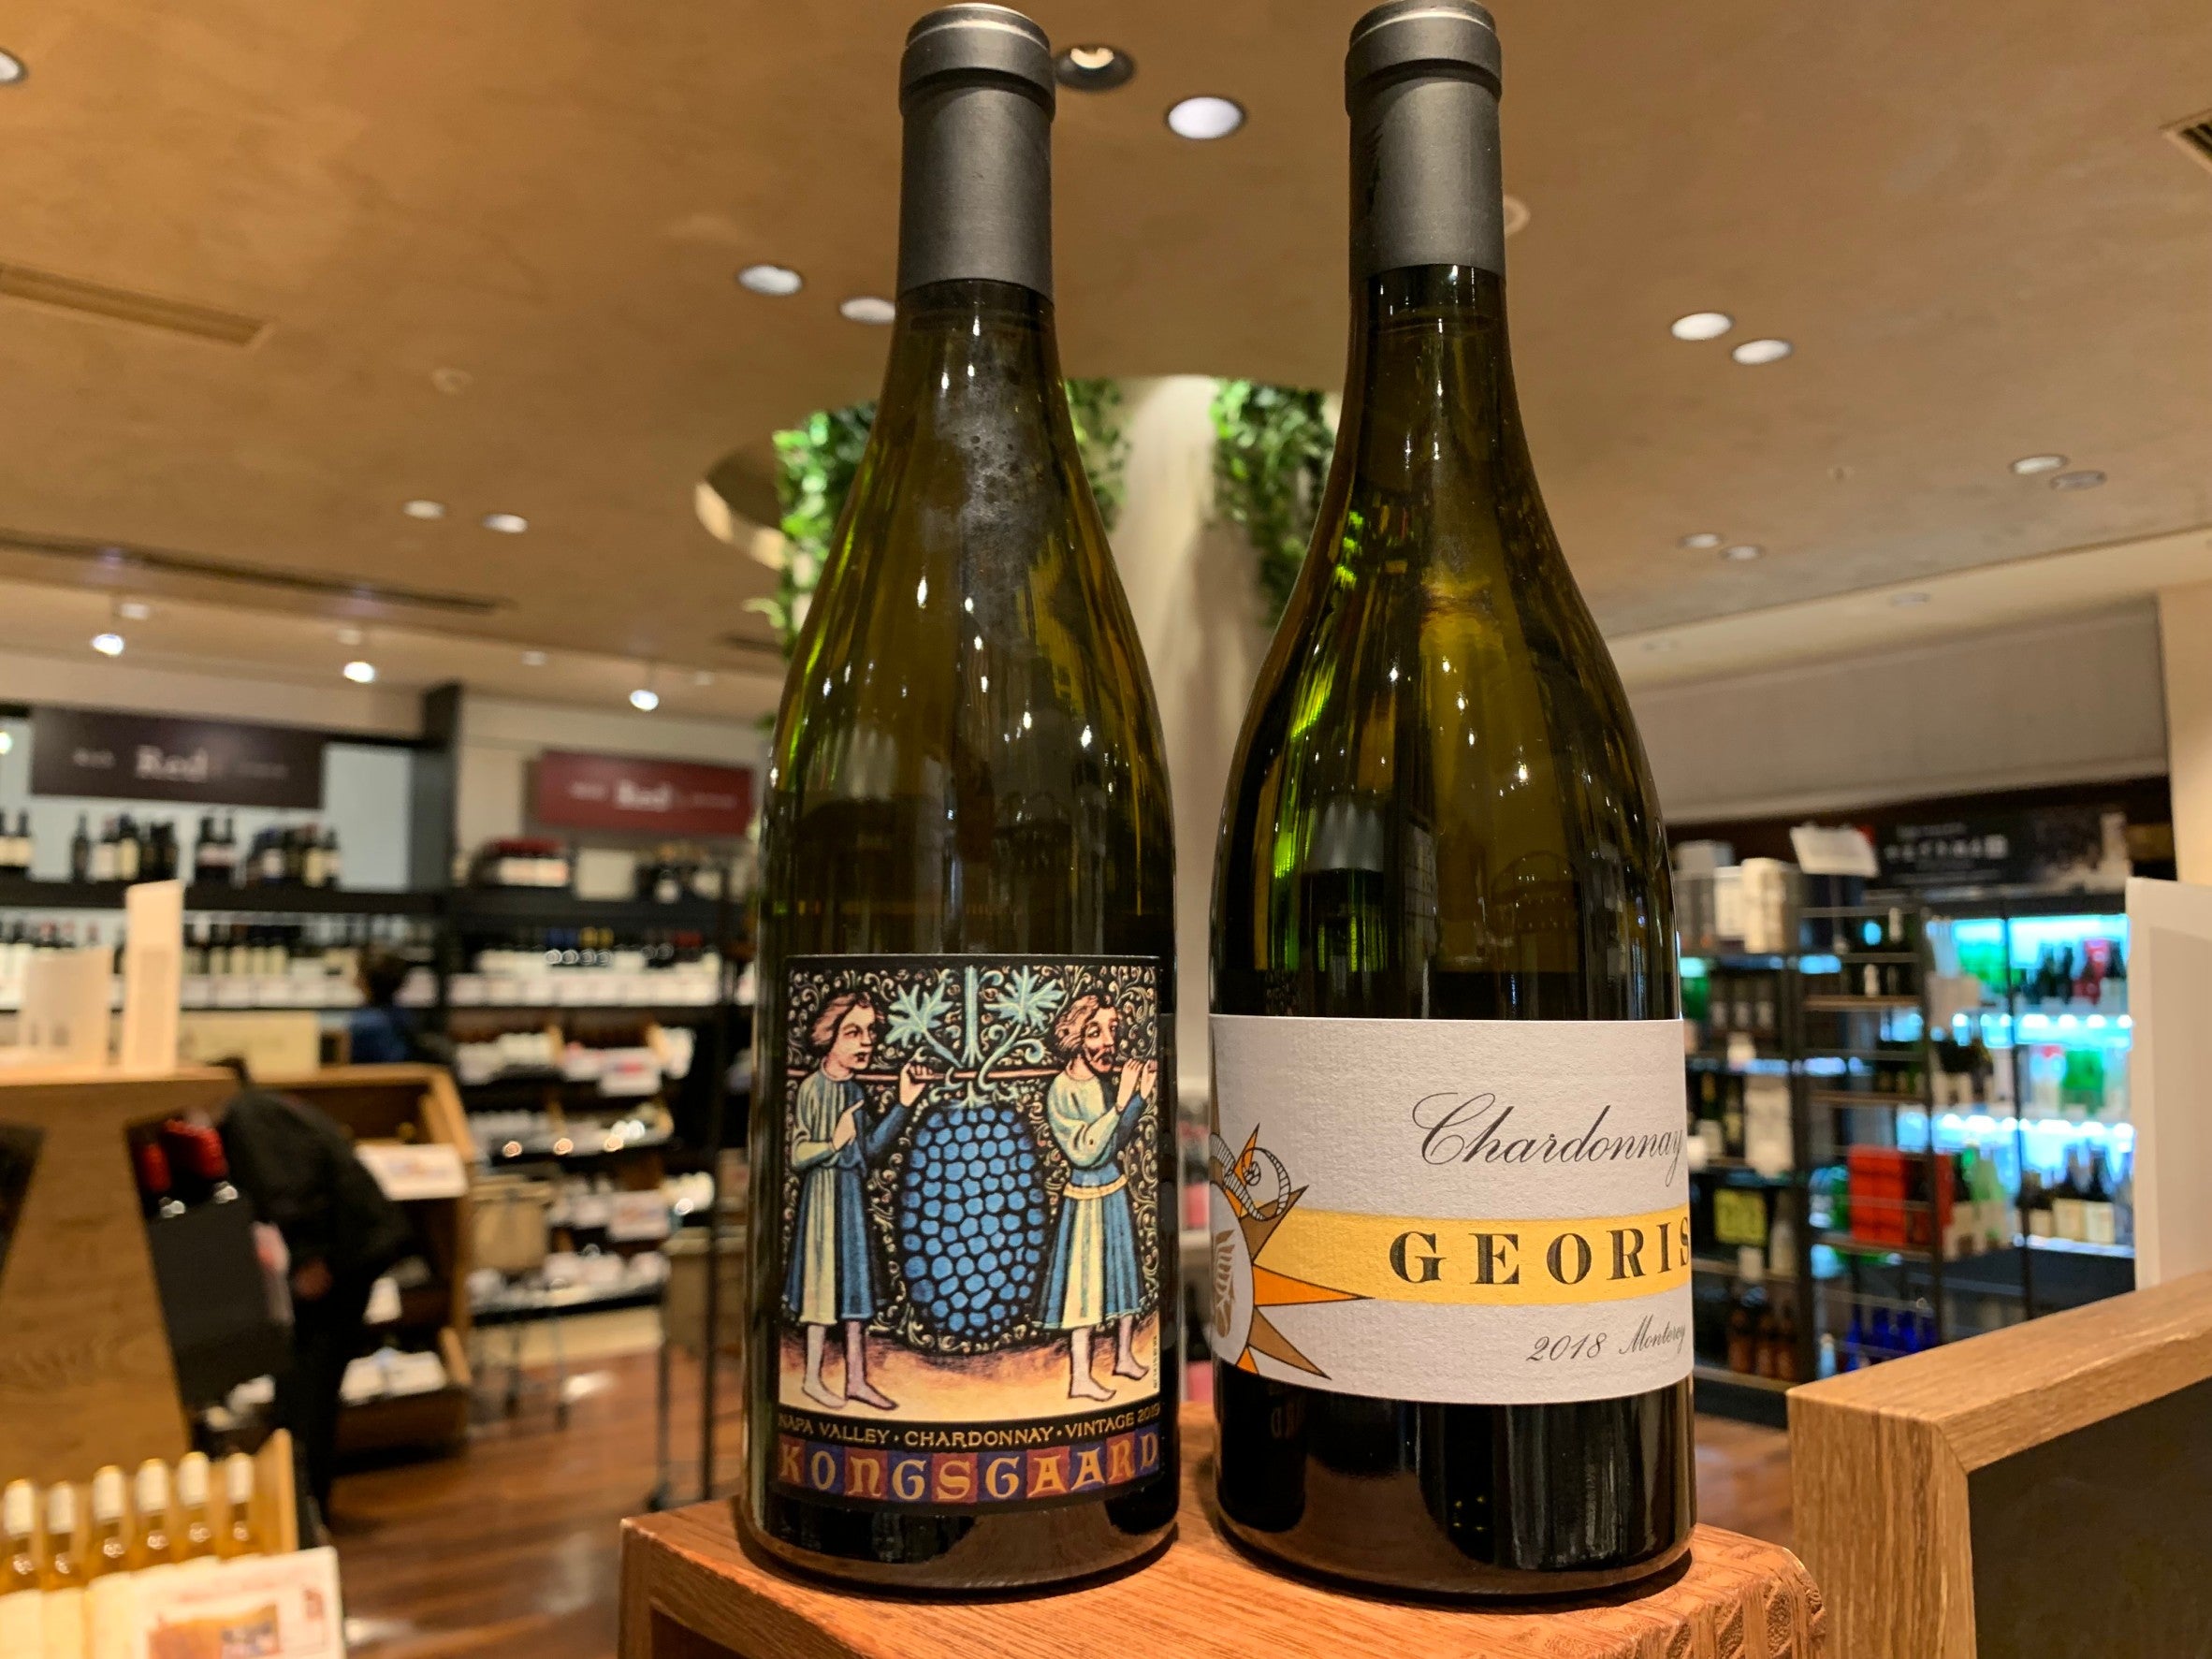 Red
Red
NAPA VALLEY • CHARDONNAY • VINTAGE 2019
KONGSGAARD
Chardonnay
GEORIS
2018 Monterey